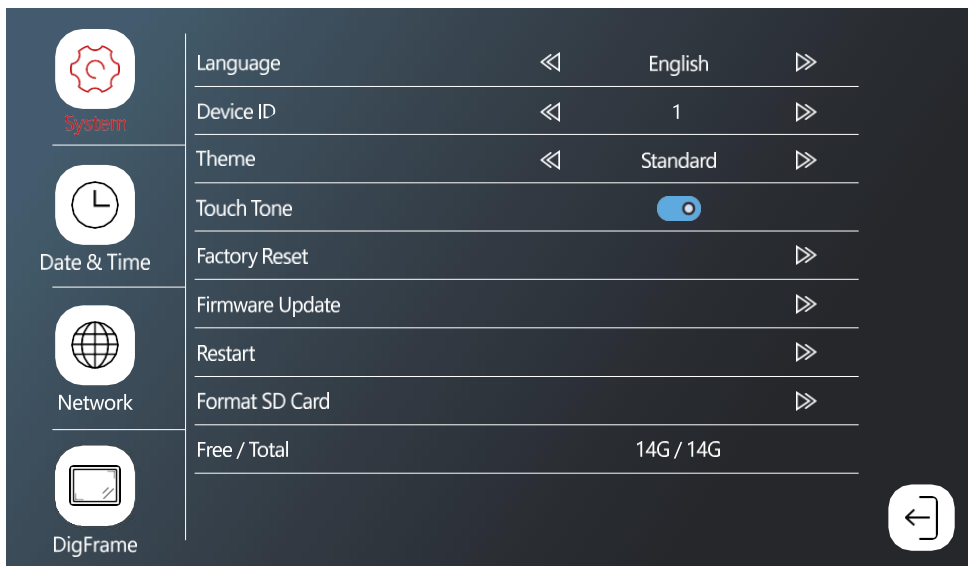 System
Date & Time
Network
DigFrame
Language English
Device ID 1
Theme Standard
Touch Tone
Factory Reset
Firmware Update
Restart
Format SD Card
Free / Total 14G / 14G